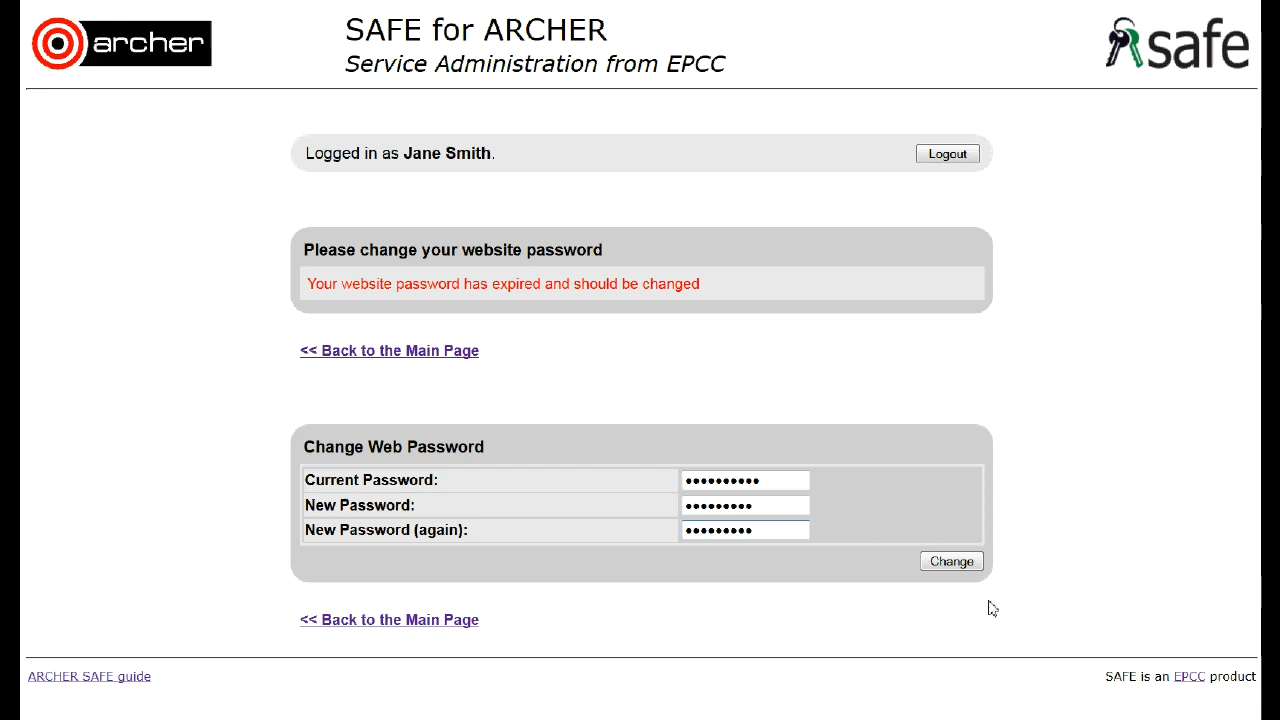 archer
SAFE for ARCHER
Service Administration from EPCC
safe
Logged in as Jane Smith.
Logout
Please change your website password
Your website password has expired and should be changed
<< Back to the Main Page
Change Web Password
Current Password: ••••••••••
New Password: •••••••••
New Password (again): •••••••••
Change
<< Back to the Main Page
ARCHER SAFE guide
SAFE is an EPCC product